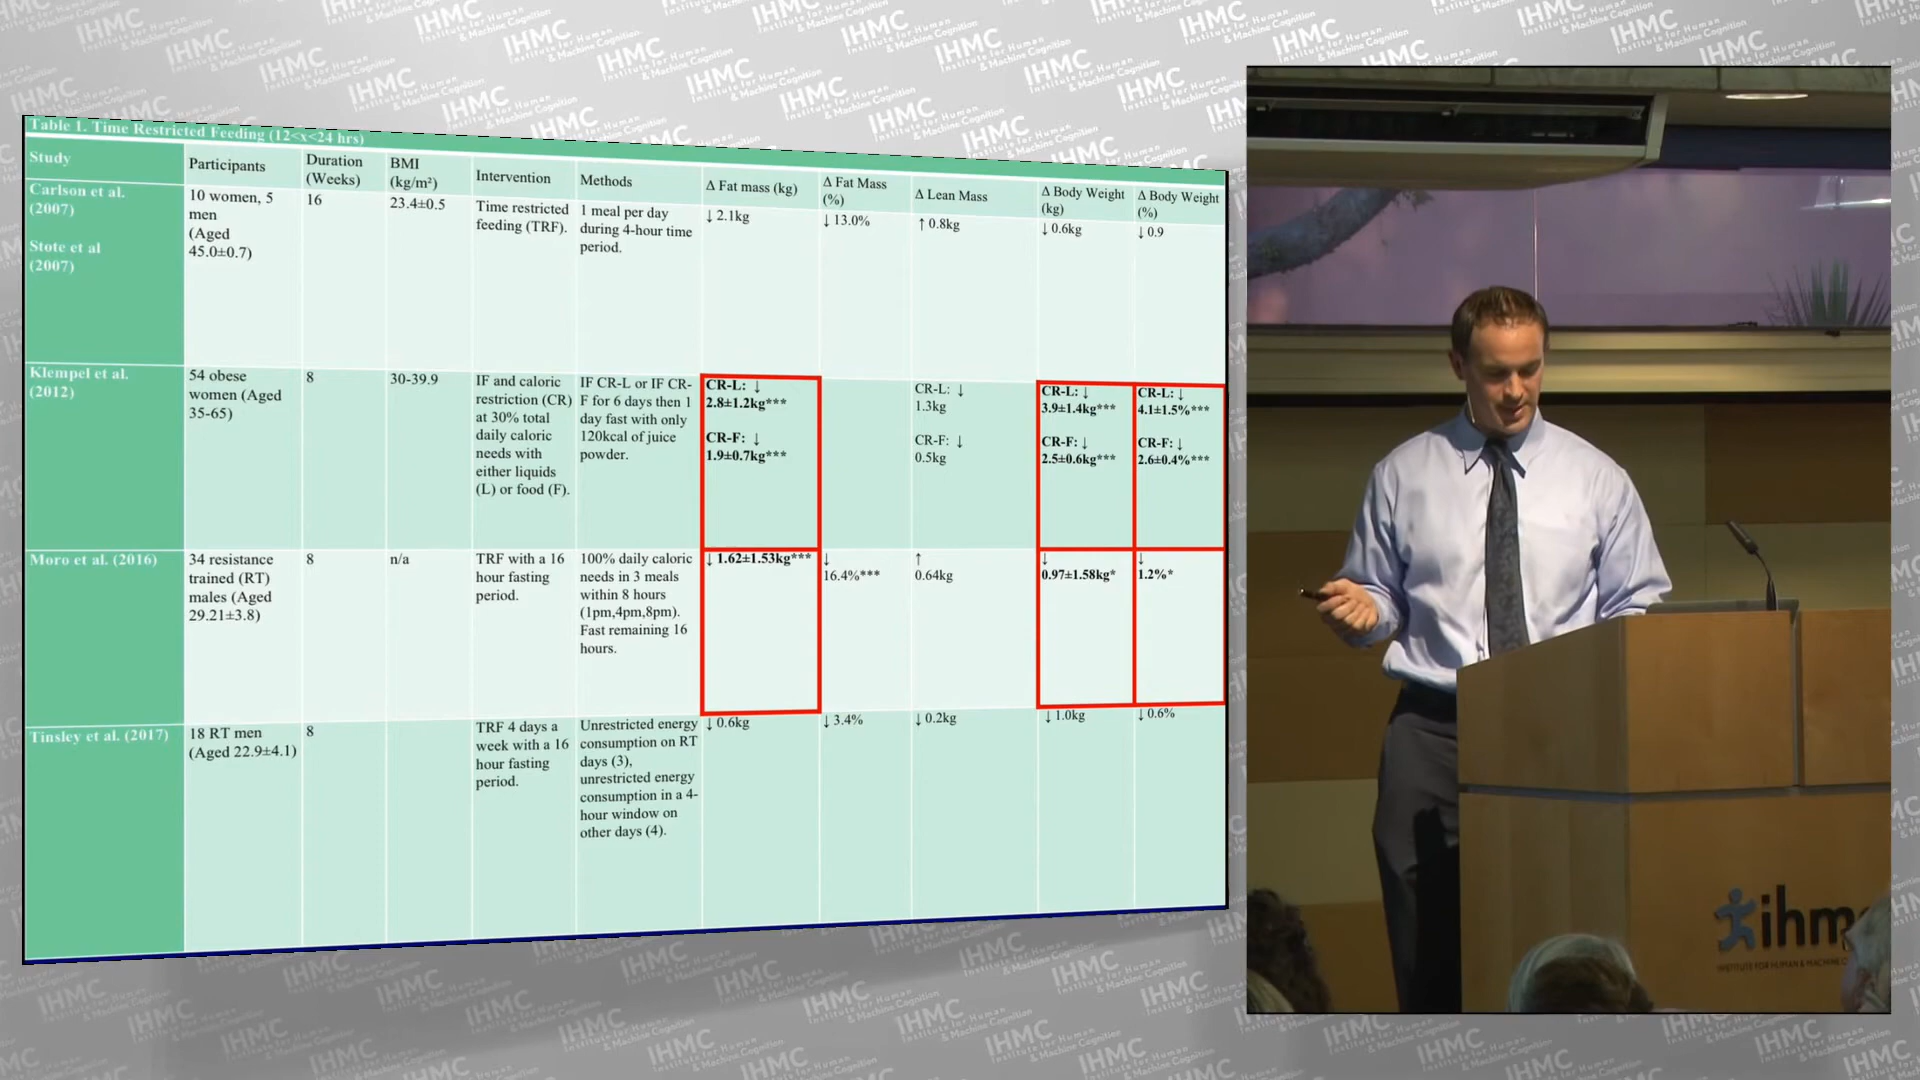 IHMC
Institute for Human
& Machine Cognition
Table 1. Time Restricted Feeding (12<x<24 hrs)
Study
Participants
Duration
(Weeks)
BMI
(kg/m²)
Intervention
Methods
Δ Fat mass (kg)
Δ Fat Mass
(%)
Δ Lean Mass
Δ Body Weight
(kg)
Δ Body Weight
(%)
Carlson et al.
(2007)
Stote et al
(2007)
10 women, 5
men
(Aged
45.0±0.7)
16
23.4±0.5
Time restricted
feeding (TRF).
1 meal per day
during 4-hour time
period.
↓ 2.1kg
↓ 13.0%
↑ 0.8kg
↓ 0.6kg
↓ 0.9
Klempel et al.
(2012)
54 obese
women (Aged
35-65)
8
30-39.9
IF and caloric
restriction (CR)
at 30% total
daily caloric
needs with
either liquids
(L) or food (F).
IF CR-L or IF CR-
F for 6 days then 1
day fast with only
120kcal of juice
powder.
CR-L: ↓
2.8±1.2kg***
CR-F: ↓
1.9±0.7kg***
CR-L: ↓
1.3kg
CR-F: ↓
0.5kg
CR-L: ↓
3.9±1.4kg***
CR-F: ↓
2.5±0.6kg***
CR-L: ↓
4.1±1.5%***
CR-F: ↓
2.6±0.4%***
Moro et al. (2016)
34 resistance
trained (RT)
males (Aged
29.21±3.8)
8
n/a
TRF with a 16
hour fasting
period.
100% daily caloric
needs in 3 meals
within 8 hours
(1pm,4pm,8pm).
Fast remaining 16
hours.
↓ 1.62±1.53kg***
↓
16.4%***
↑
0.64kg
↓
0.97±1.58kg*
↓
1.2%*
Tinsley et al. (2017)
18 RT men
(Aged 22.9±4.1)
8
TRF 4 days a
week with a 16
hour fasting
period.
Unrestricted energy
consumption on RT
days (3),
unrestricted energy
consumption in a 4-
hour window on
other days (4).
↓ 0.6kg
↓ 3.4%
↓ 0.2kg
↓ 1.0kg
↓ 0.6%
ihm
INSTITUTE FOR HUMAN & MACHINE